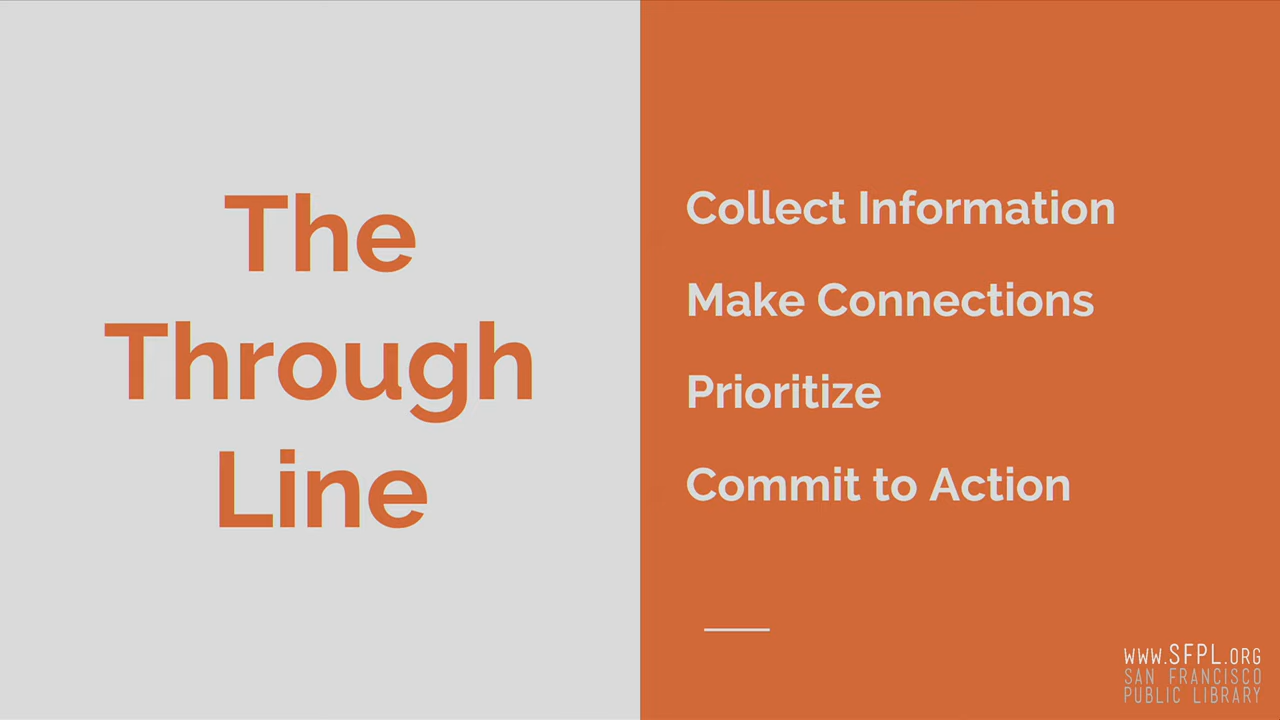 The
Through
Line
Collect Information
Make Connections
Prioritize
Commit to Action
WWW.SFPL.ORG
SAN FRANCISCO
PUBLIC LIBRARY